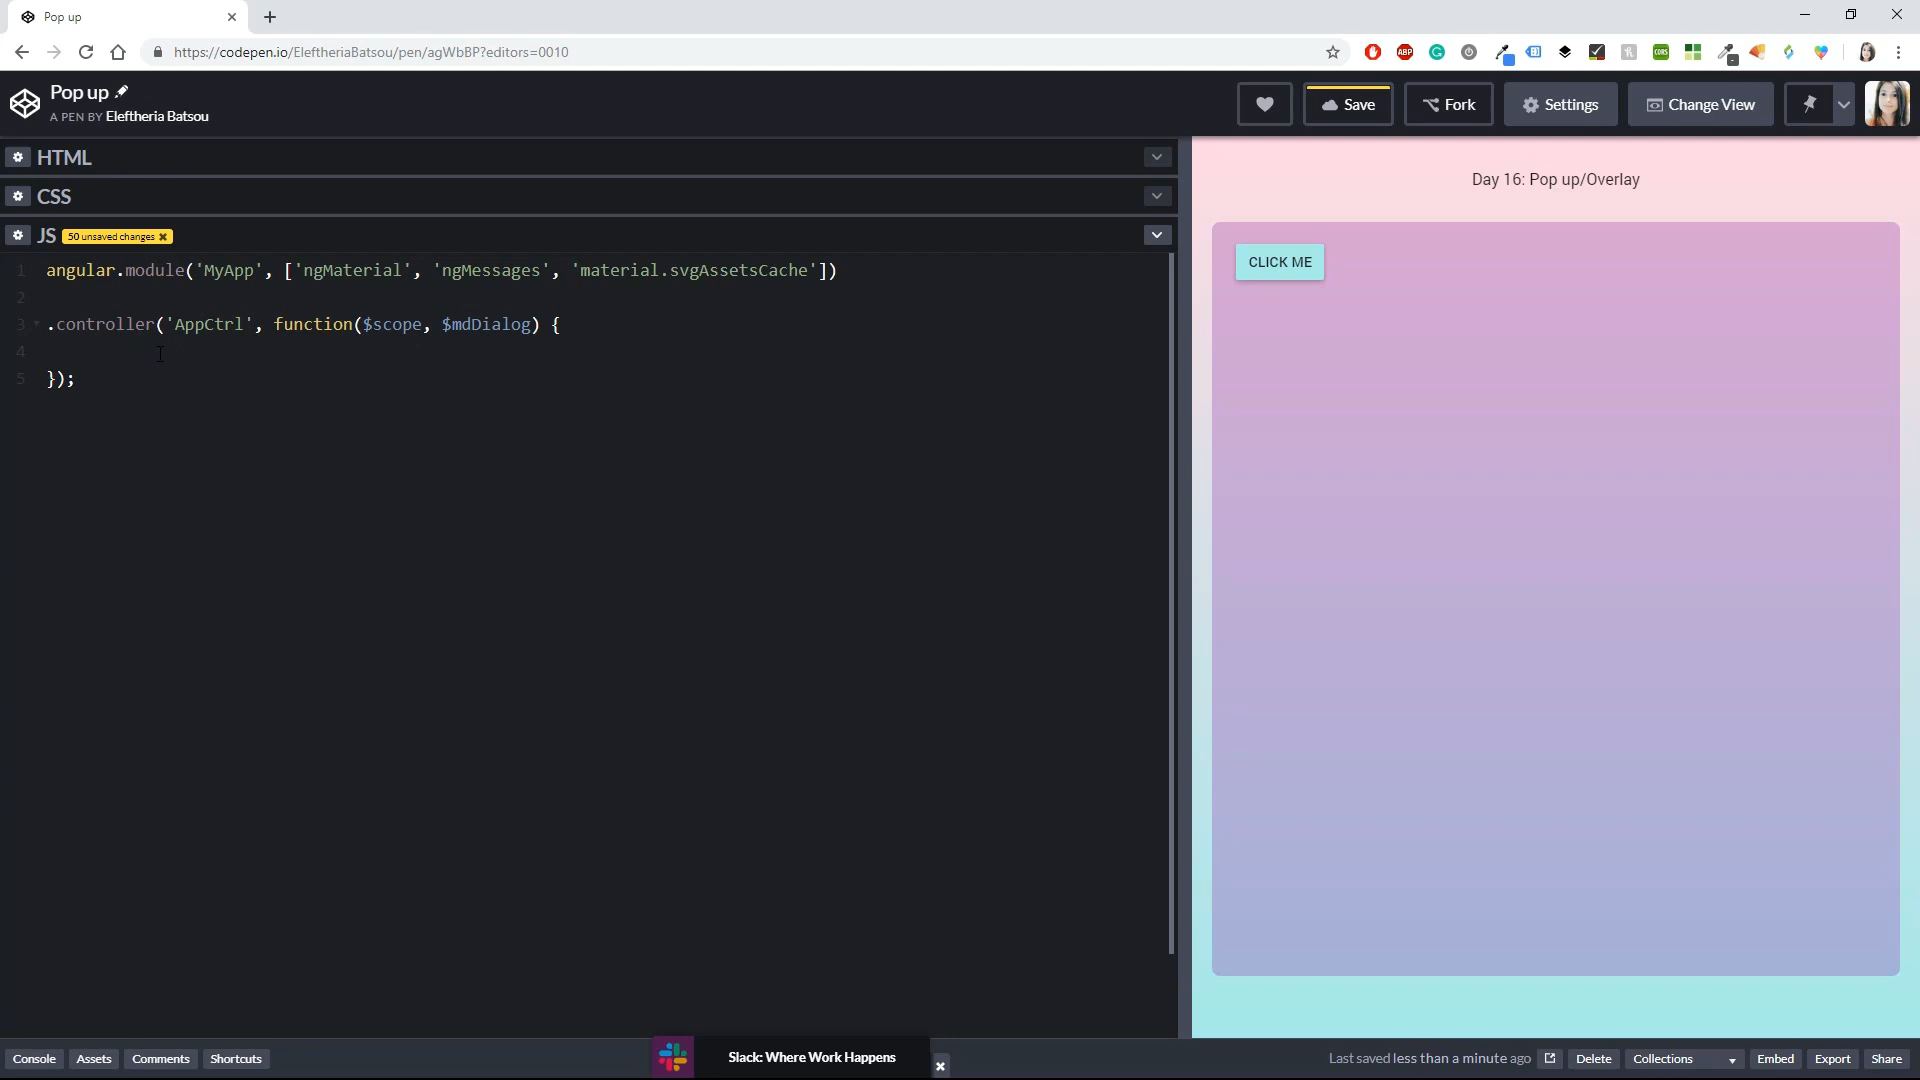 Pop up
https://codepen.io/EleftheriaBatsou/pen/agWbBP?editors=0010
ABP
CORS
Pop up
A PEN BY Eleftheria Batsou
Save
Fork
Settings
Change View
HTML
CSS
JS 50 unsaved changes
1 angular.module('MyApp', ['ngMaterial', 'ngMessages', 'material.svgAssetsCache'])
2
3 .controller('AppCtrl', function($scope, $mdDialog) {
4
5 });
Day 16: Pop up/Overlay
CLICK ME
Console
Assets
Comments
Shortcuts
Slack: Where Work Happens
Last saved less than a minute ago
Delete
Collections
Embed
Export
Share